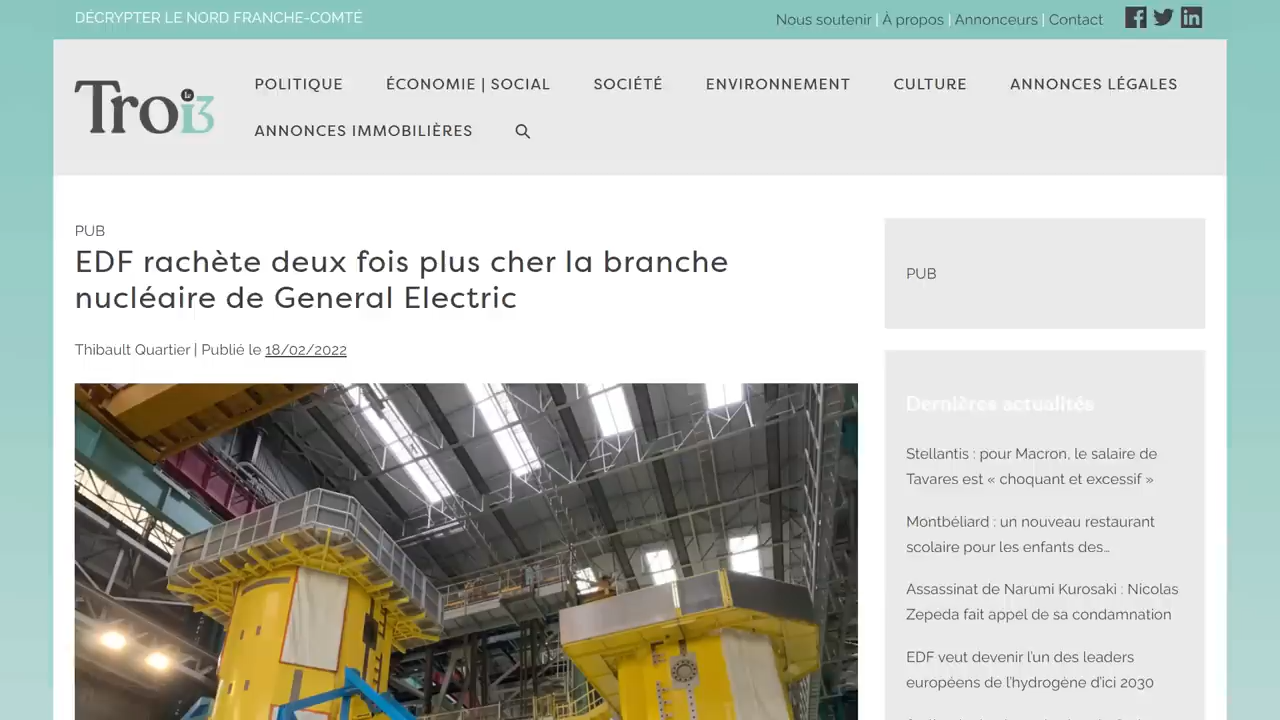 DÉCRYPTER LE NORD FRANCHE-COMTÉ
Nous soutenir | À propos | Annonceurs | Contact
le Trois
POLITIQUE ÉCONOMIE | SOCIAL SOCIÉTÉ ENVIRONNEMENT CULTURE ANNONCES LÉGALES
ANNONCES IMMOBILIÈRES
PUB
EDF rachète deux fois plus cher la branche
nucléaire de General Electric
Thibault Quartier | Publié le 18/02/2022
PUB
Dernières actualités
Stellantis : pour Macron, le salaire de
Tavares est « choquant et excessif »
Montbéliard : un nouveau restaurant
scolaire pour les enfants des…
Assassinat de Narumi Kurosaki : Nicolas
Zepeda fait appel de sa condamnation
EDF veut devenir l'un des leaders
européens de l'hydrogène d'ici 2030